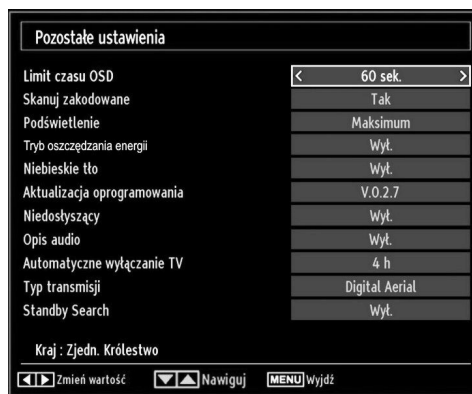 Pozostałe ustawienia
Limit czasu OSD < 60 sek. >
Skanuj zakodowane Tak
Podświetlenie Maksimum
Tryb oszczędzania energii Wył.
Niebieskie tło Wył.
Aktualizacja oprogramowania V.0.2.7
Niedosłyszący Wył.
Opis audio Wył.
Automatyczne wyłączanie TV 4 h
Typ transmisji Digital Aerial
Standby Search Wył.
Kraj : Zjedn. Królestwo
Zmień wartość Nawiguj MENU Wyjdź